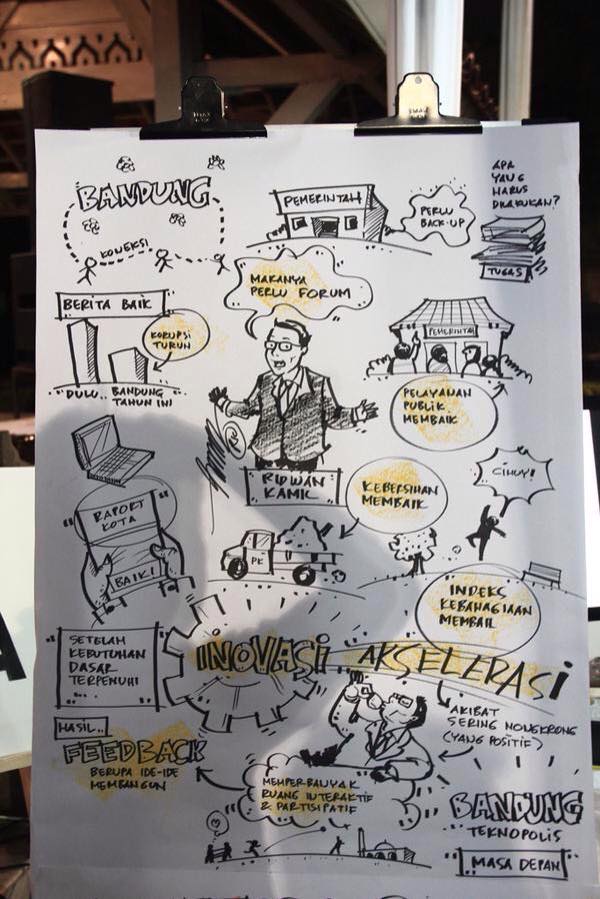 BANDUNG
KONEKSI
PEMERINTAH
PERLU
BACK-UP
APA
YANG
HARUS
DILAKUKAN?
TUGAS
MAKANYA
PERLU FORUM
BERITA BAIK
KORUPSI
TURUN
DULU..
BANDUNG
TAHUN INI
PEMERINTAH
PELAYANAN
PUBLIK
MEMBAIK
RIDWAN
KAMIL
KEBERSIHAN
MEMBAIK
CIHUY!
RAPORT
KOTA
BAIK!
PK
INDEKS
KEBAHAGIAAN
MEMBAIK
SETELAH
KEBUTUHAN
DASAR
TERPENUHI
INOVASI AKSELERASI
HASIL..
FEEDBACK
BERUPA IDE-IDE
MEMBANGUN
AKIBAT
SERING NONGKRONG
(YANG POSITIF)
MEMPERBANYAK
RUANG INTERAKTIF
& PARTISIPATIF
BANDUNG
TEKNOPOLIS
MASA DEPAN